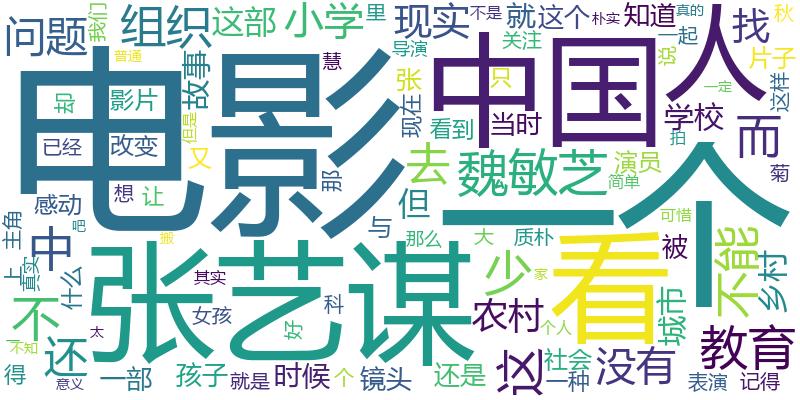 电影
中国人
一个
张艺谋
看
魏敏芝
组织
问题
小学
这部
现实
就
这个
知道
找
我们
里
导演
不是
朴实
真的
关注
一起
说
秋
片子
这样
普通
故事
慧
张
只
却
影片
但是
现在
看到
当时
学校
而
拍
已经
改变
又
那
去
演员
简单
菊
想
让
感动
但
与
可惜
主角
吧
中
搬
那么
大
质朴
被
不能
乡村
上
真实
什么
不
其实
少
家
城市
太
女孩
科
好
农村
个人
不知
还
教育
得
意义
一部
孩子
就是
时候
个
镜头
还是
这
社会
一种
没有
表演
记得
一定